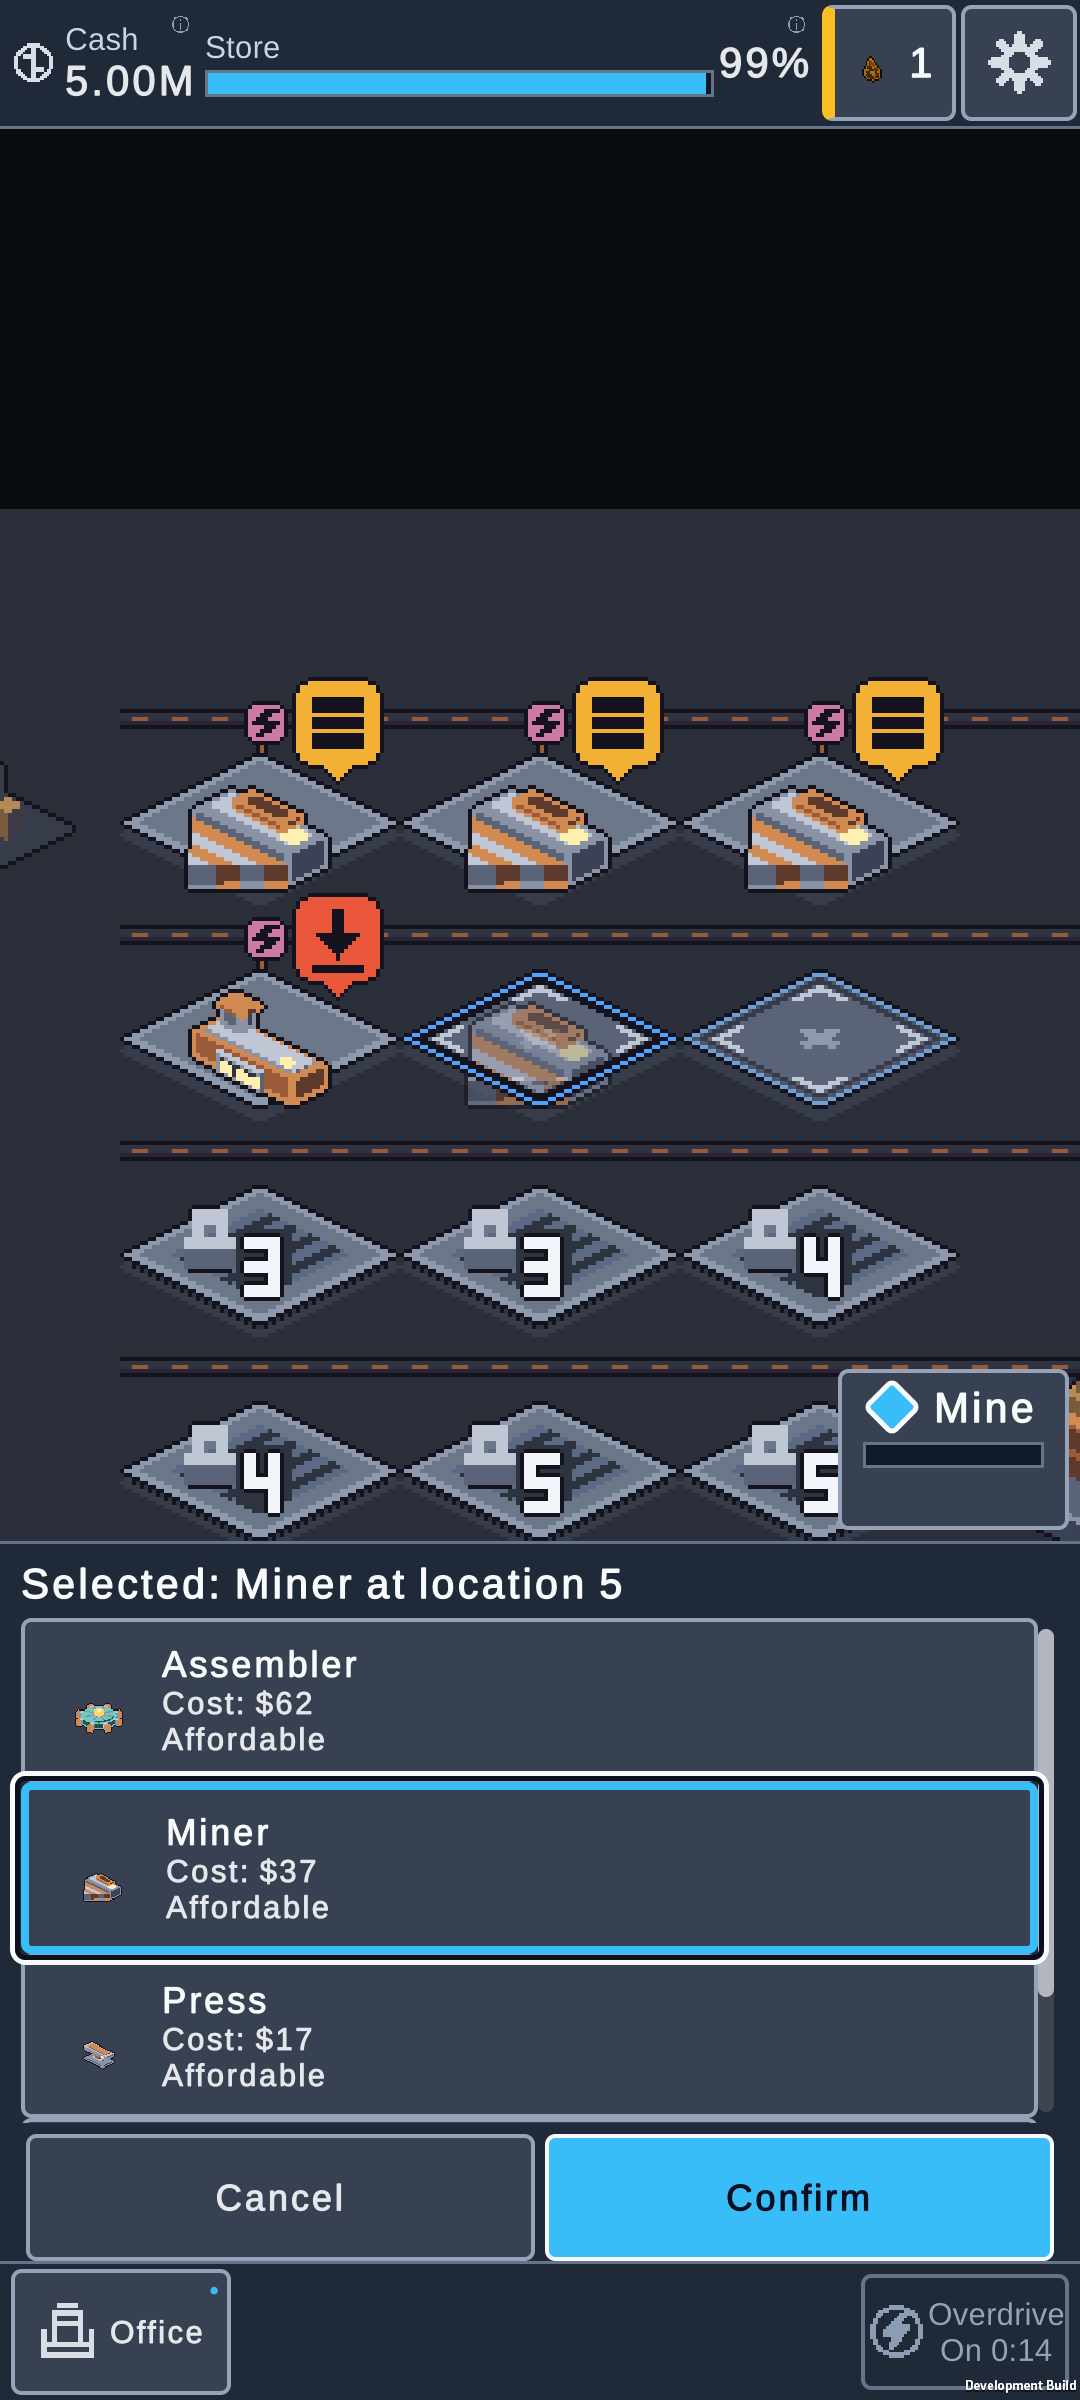 Cash
5.00M
Store
99%
1
3
3
4
4
5
5
Mine
Selected: Miner at location 5
Assembler
Cost: $62
Affordable
Miner
Cost: $37
Affordable
Press
Cost: $17
Affordable
Cancel
Confirm
Office
Overdrive
On 0:14
Development Build